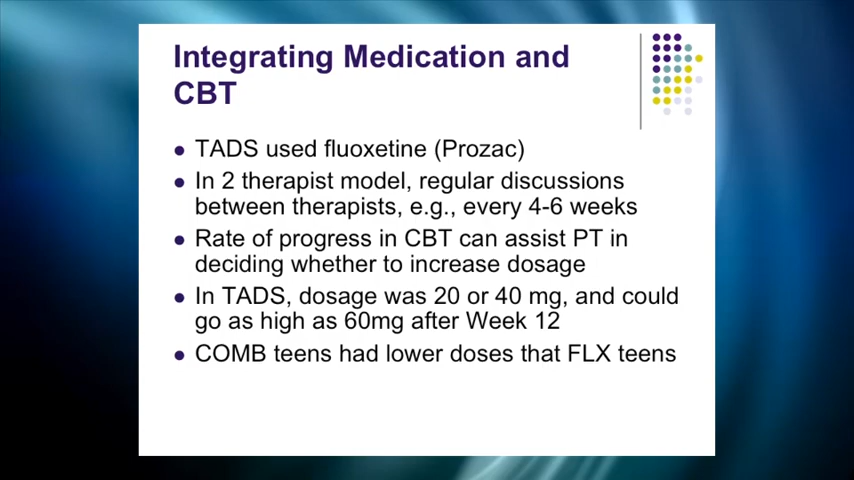 Integrating Medication and
CBT
● TADS used fluoxetine (Prozac)
● In 2 therapist model, regular discussions
between therapists, e.g., every 4-6 weeks
● Rate of progress in CBT can assist PT in
deciding whether to increase dosage
● In TADS, dosage was 20 or 40 mg, and could
go as high as 60mg after Week 12
● COMB teens had lower doses that FLX teens